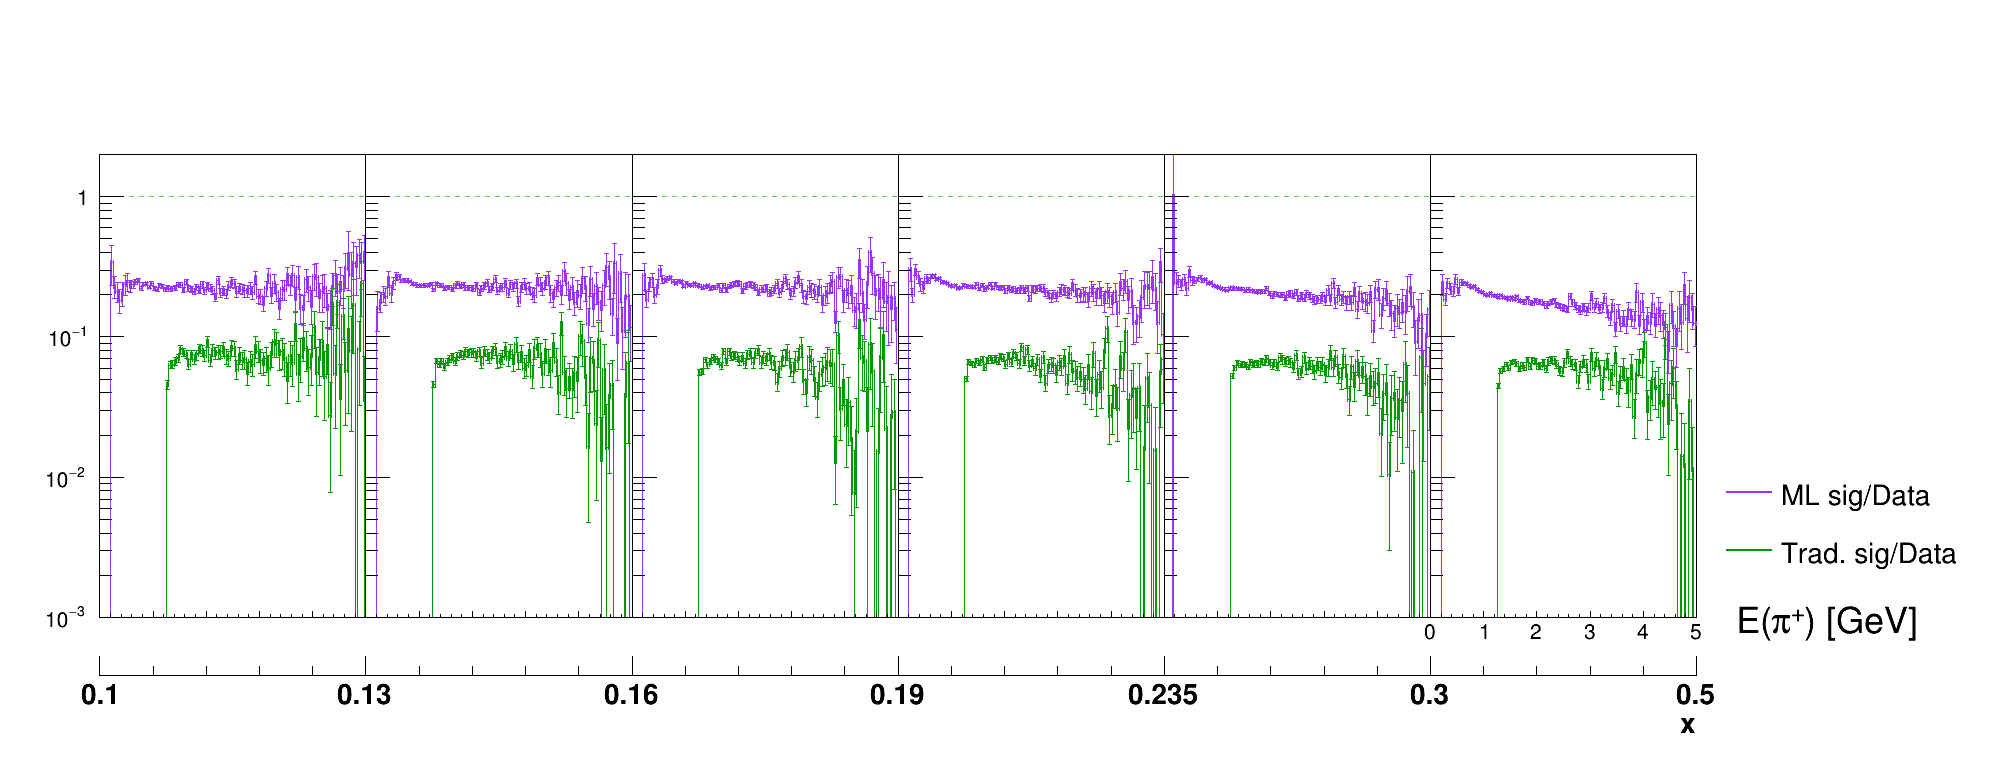 1
10⁻¹
10⁻²
10⁻³
ML sig/Data
Trad. sig/Data
E(π⁺) [GeV]
0 1 2 3 4 5
0.1 0.13 0.16 0.19 0.235 0.3 0.5
x